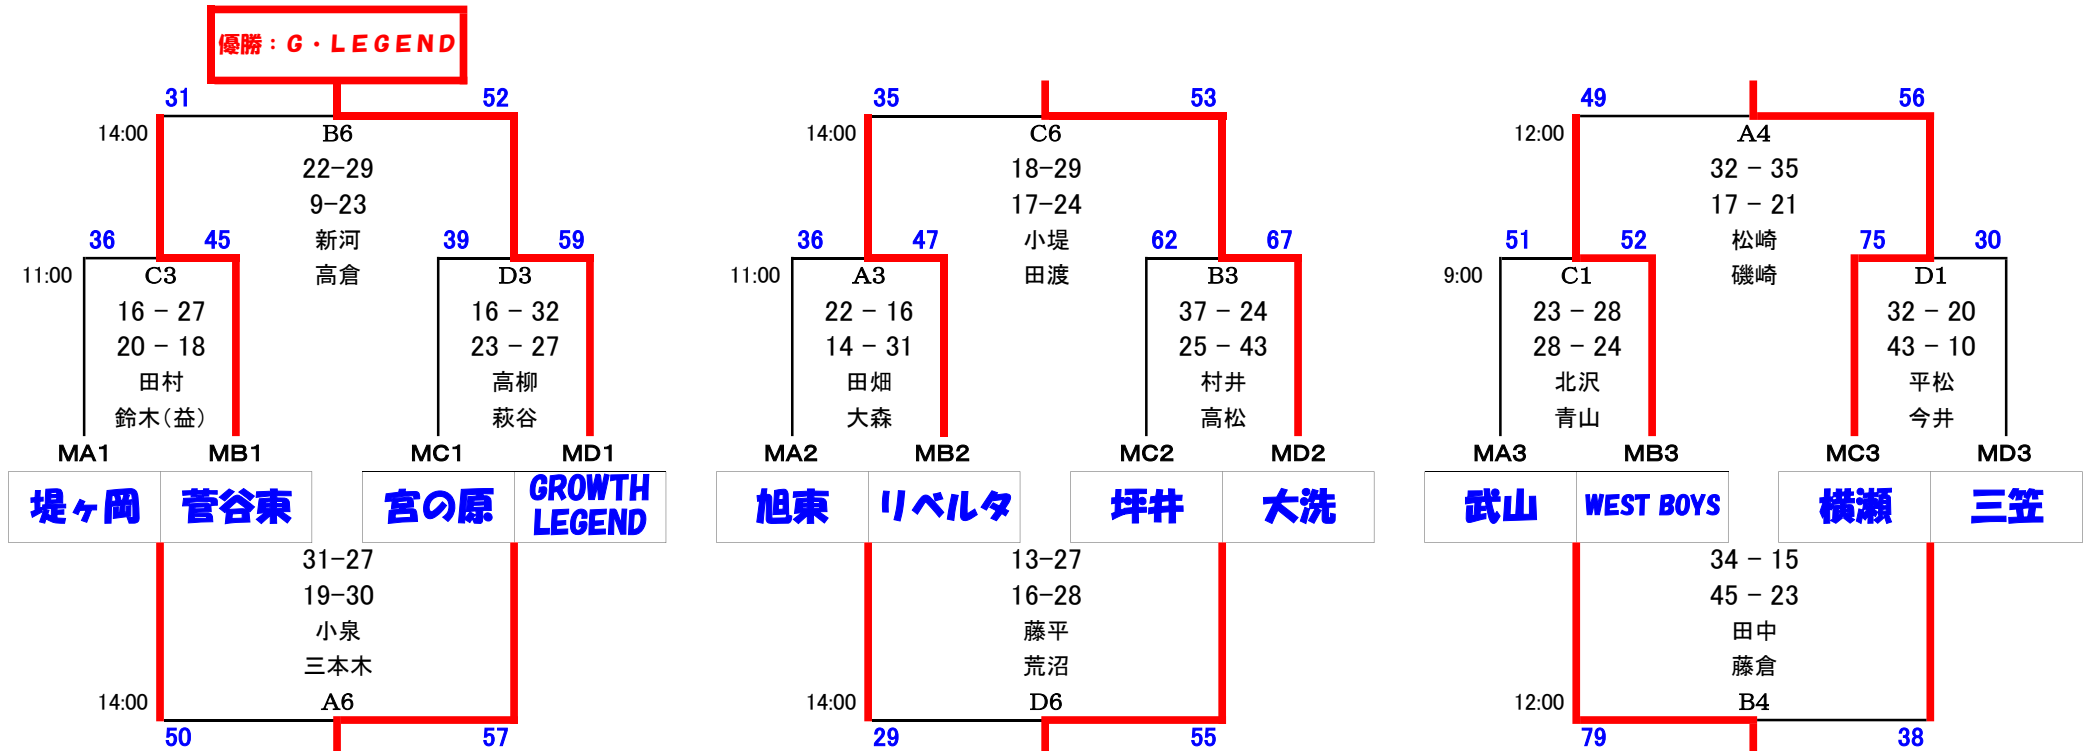 優勝：Ｇ・ＬＥＧＥＮＤ
31 52 35 53 49 56
14:00 B6 14:00 C6 12:00 A4
22−29 18−29 32 − 35
9−23 17−24 17 − 21
36 45 新河 39 59 36 47 小堤 62 67 51 52 松崎 75 30
11:00 C3 高倉 D3 11:00 A3 田渡 B3 9:00 C1 磯崎 D1
16 − 27 16 − 32 22 − 16 37 − 24 23 − 28 32 − 20
20 − 18 23 − 27 14 − 31 25 − 43 28 − 24 43 − 10
田村 高柳 田畑 村井 北沢 平松
鈴木（益） 萩谷 大森 高松 青山 今井
MA1 MB1 MC1 MD1 MA2 MB2 MC2 MD2 MA3 MB3 MC3 MD3
堤ヶ岡 菅谷東 宮の原 GROWTH LEGEND 旭東 リベルタ 坪井 大洗 武山 WEST BOYS 横瀬 三笠
31−27 13−27 34 − 15
19−30 16−28 45 − 23
小泉 藤平 田中
三本木 荒沼 藤倉
14:00 A6 14:00 D6 12:00 B4
50 57 29 55 79 38